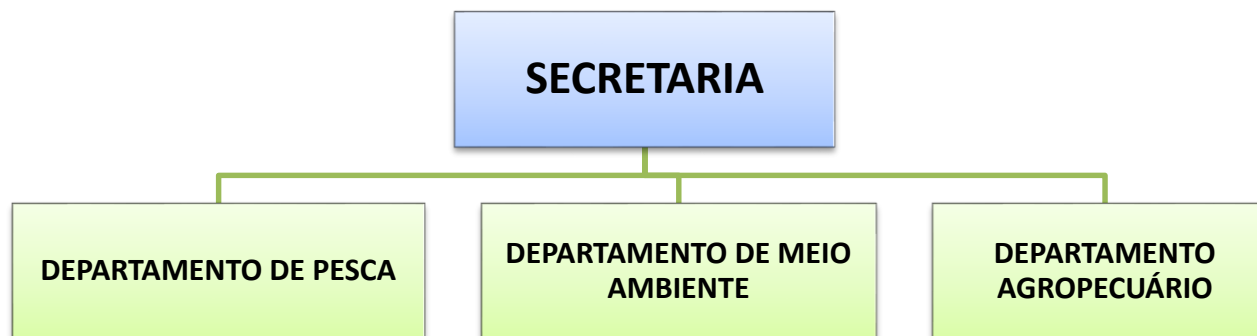 SECRETARIA
DEPARTAMENTO DE PESCA
DEPARTAMENTO DE MEIO
AMBIENTE
DEPARTAMENTO
AGROPECUÁRIO